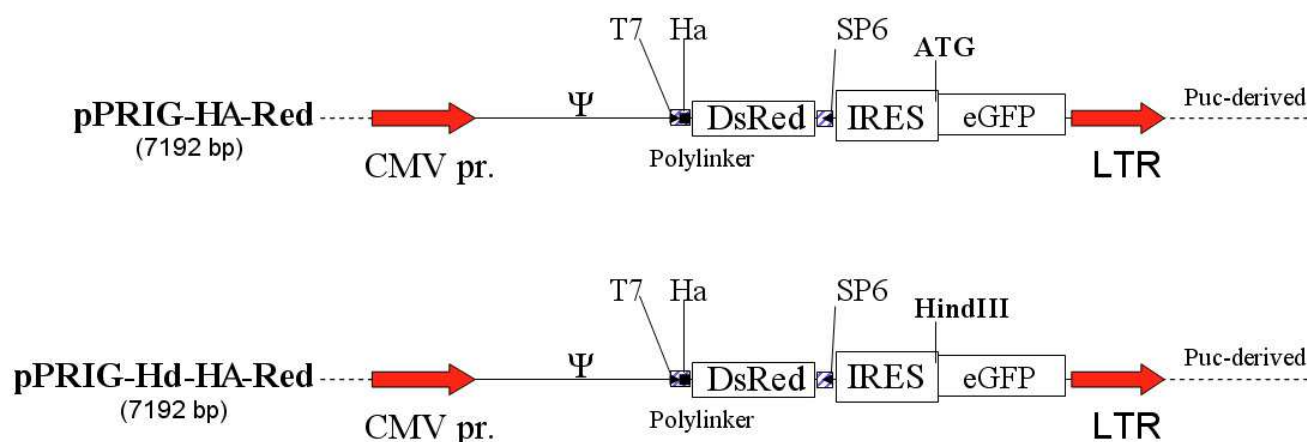 T7 Ha SP6 ATG
pPRIG-HA-Red Ψ DsRed IRES eGFP Puc-derived
(7192 bp)
Polylinker
CMV pr. LTR
T7 Ha SP6 HindIII
pPRIG-Hd-HA-Red Ψ DsRed IRES eGFP Puc-derived
(7192 bp)
Polylinker
CMV pr. LTR